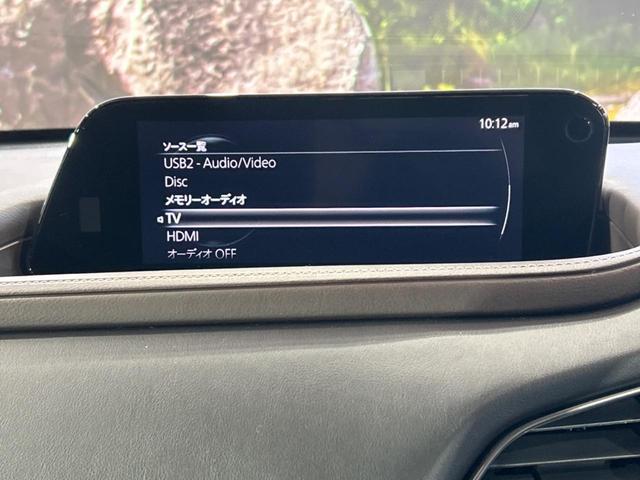 10:12am
ソース一覧
USB2 - Audio/Video
Disc
メモリーオーディオ
TV
HDMI
オーディオ OFF